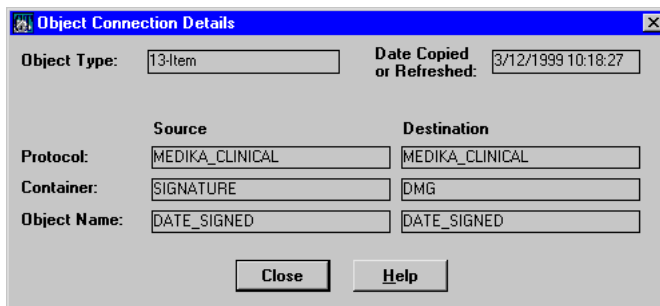 Object Connection Details
Object Type: 13-Item Date Copied or Refreshed: 3/12/1999 10:18:27
Source Destination
Protocol: MEDIKA_CLINICAL MEDIKA_CLINICAL
Container: SIGNATURE DMG
Object Name: DATE_SIGNED DATE_SIGNED
Close Help